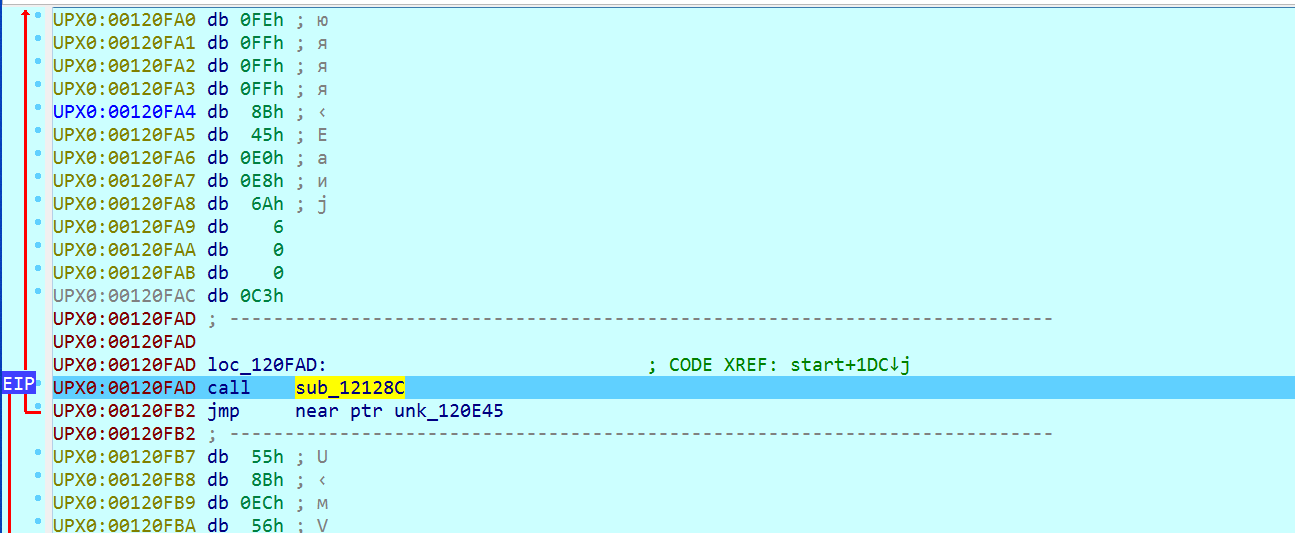 UPX0:00120FA0 db 0FEh ; ю
UPX0:00120FA1 db 0FFh ; я
UPX0:00120FA2 db 0FFh ; я
UPX0:00120FA3 db 0FFh ; я
UPX0:00120FA4 db 8Bh ; ‹
UPX0:00120FA5 db 45h ; E
UPX0:00120FA6 db 0E0h ; а
UPX0:00120FA7 db 0E8h ; и
UPX0:00120FA8 db 6Ah ; j
UPX0:00120FA9 db 6
UPX0:00120FAA db 0
UPX0:00120FAB db 0
UPX0:00120FAC db 0C3h
UPX0:00120FAD ; ---------------------------------------------------------------------------
UPX0:00120FAD
UPX0:00120FAD loc_120FAD: ; CODE XREF: start+1DC↓j
EIP UPX0:00120FAD call sub_12128C
UPX0:00120FB2 jmp near ptr unk_120E45
UPX0:00120FB2 ; ---------------------------------------------------------------------------
UPX0:00120FB7 db 55h ; U
UPX0:00120FB8 db 8Bh ; ‹
UPX0:00120FB9 db 0ECh ; м
UPX0:00120FBA db 56h ; V